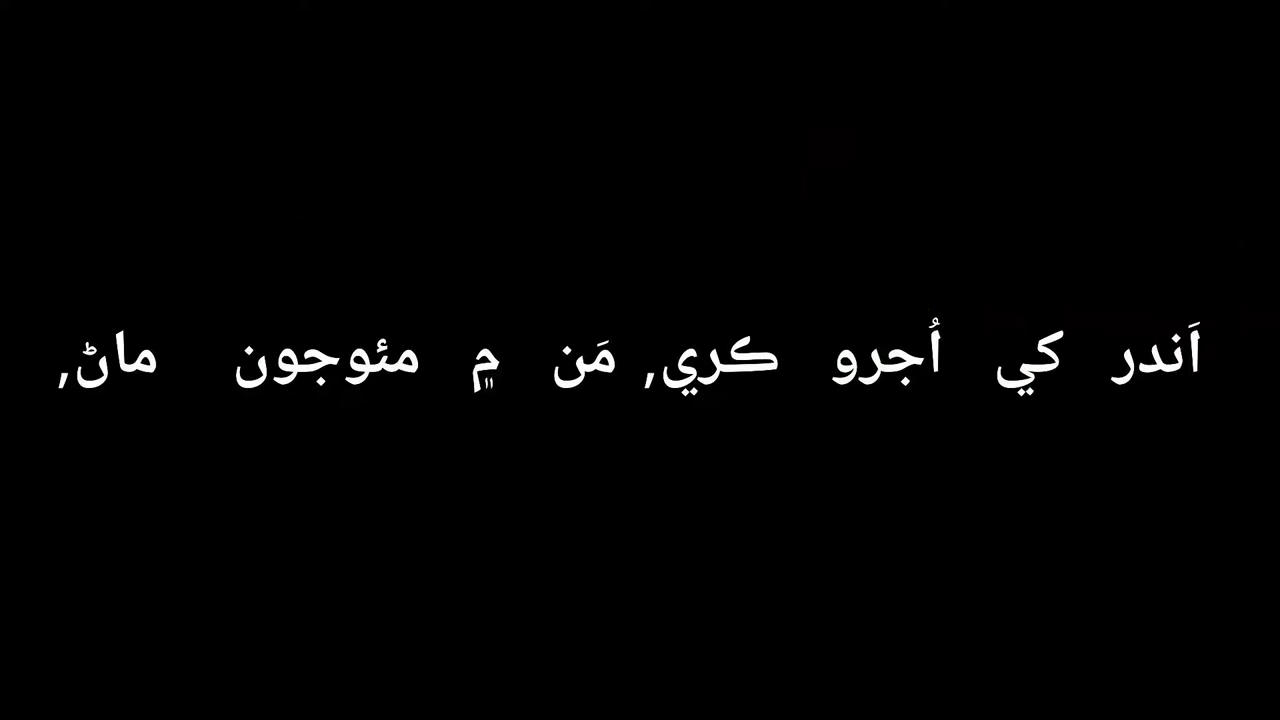 اَندر کي اُجرو ڪري, مَن ۾ مئوجون ماڻ,